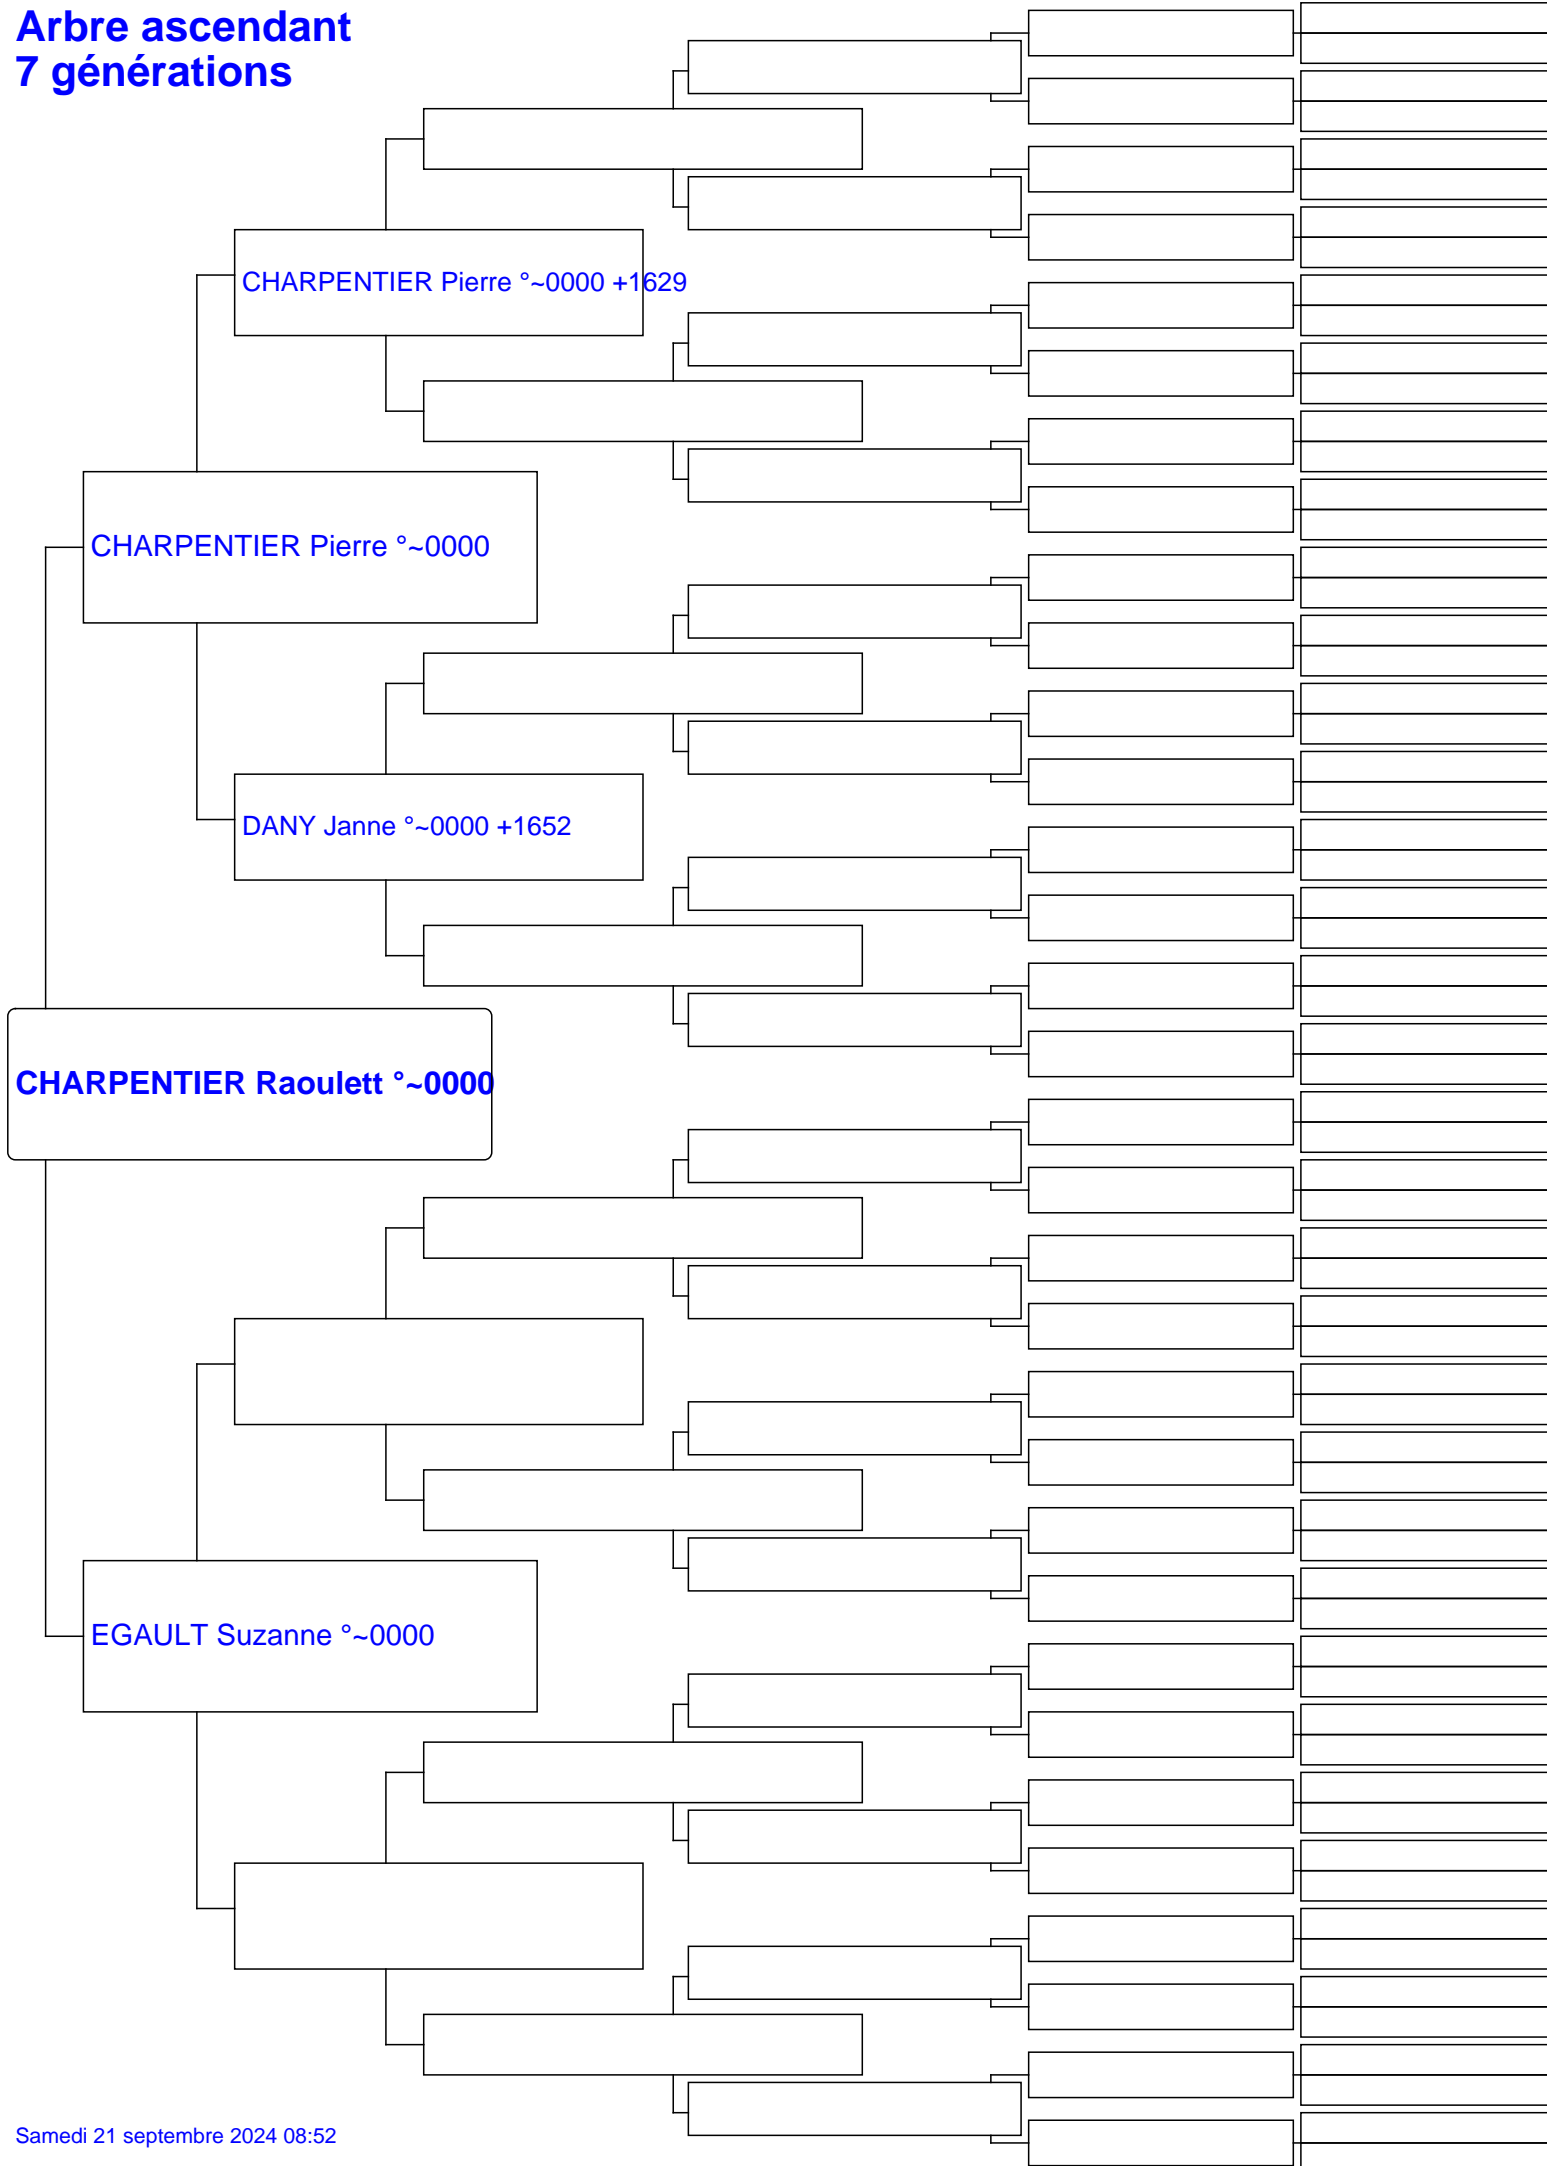 Arbre ascendant
7 générations
CHARPENTIER Pierre °~0000 +1629
CHARPENTIER Pierre °~0000
DANY Janne °~0000 +1652
CHARPENTIER Raoulett °~0000
EGAULT Suzanne °~0000
Samedi 21 septembre 2024 08:52